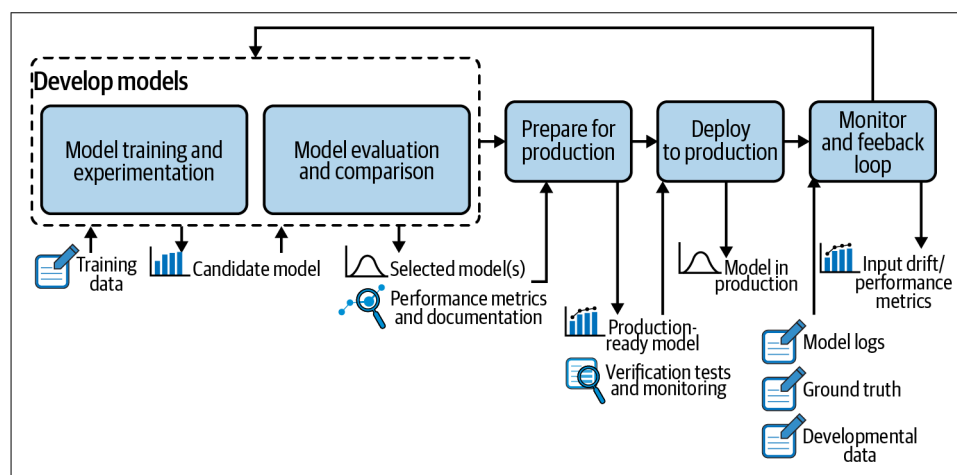 Develop models
Model training and
experimentation
Model evaluation
and comparison
Prepare for
production
Deploy
to production
Monitor
and feeback
loop
Training
data
Candidate model
Selected model(s)
Performance metrics
and documentation
Production-
ready model
Verification tests
and monitoring
Model in
production
Input drift/
performance
metrics
Model logs
Ground truth
Developmental
data